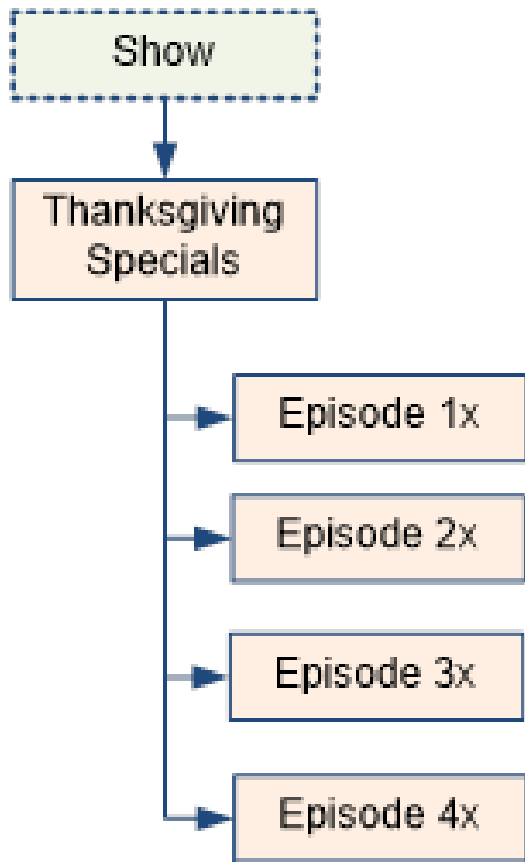 Show
Thanksgiving
Specials
Episode 1x
Episode 2x
Episode 3x
Episode 4x